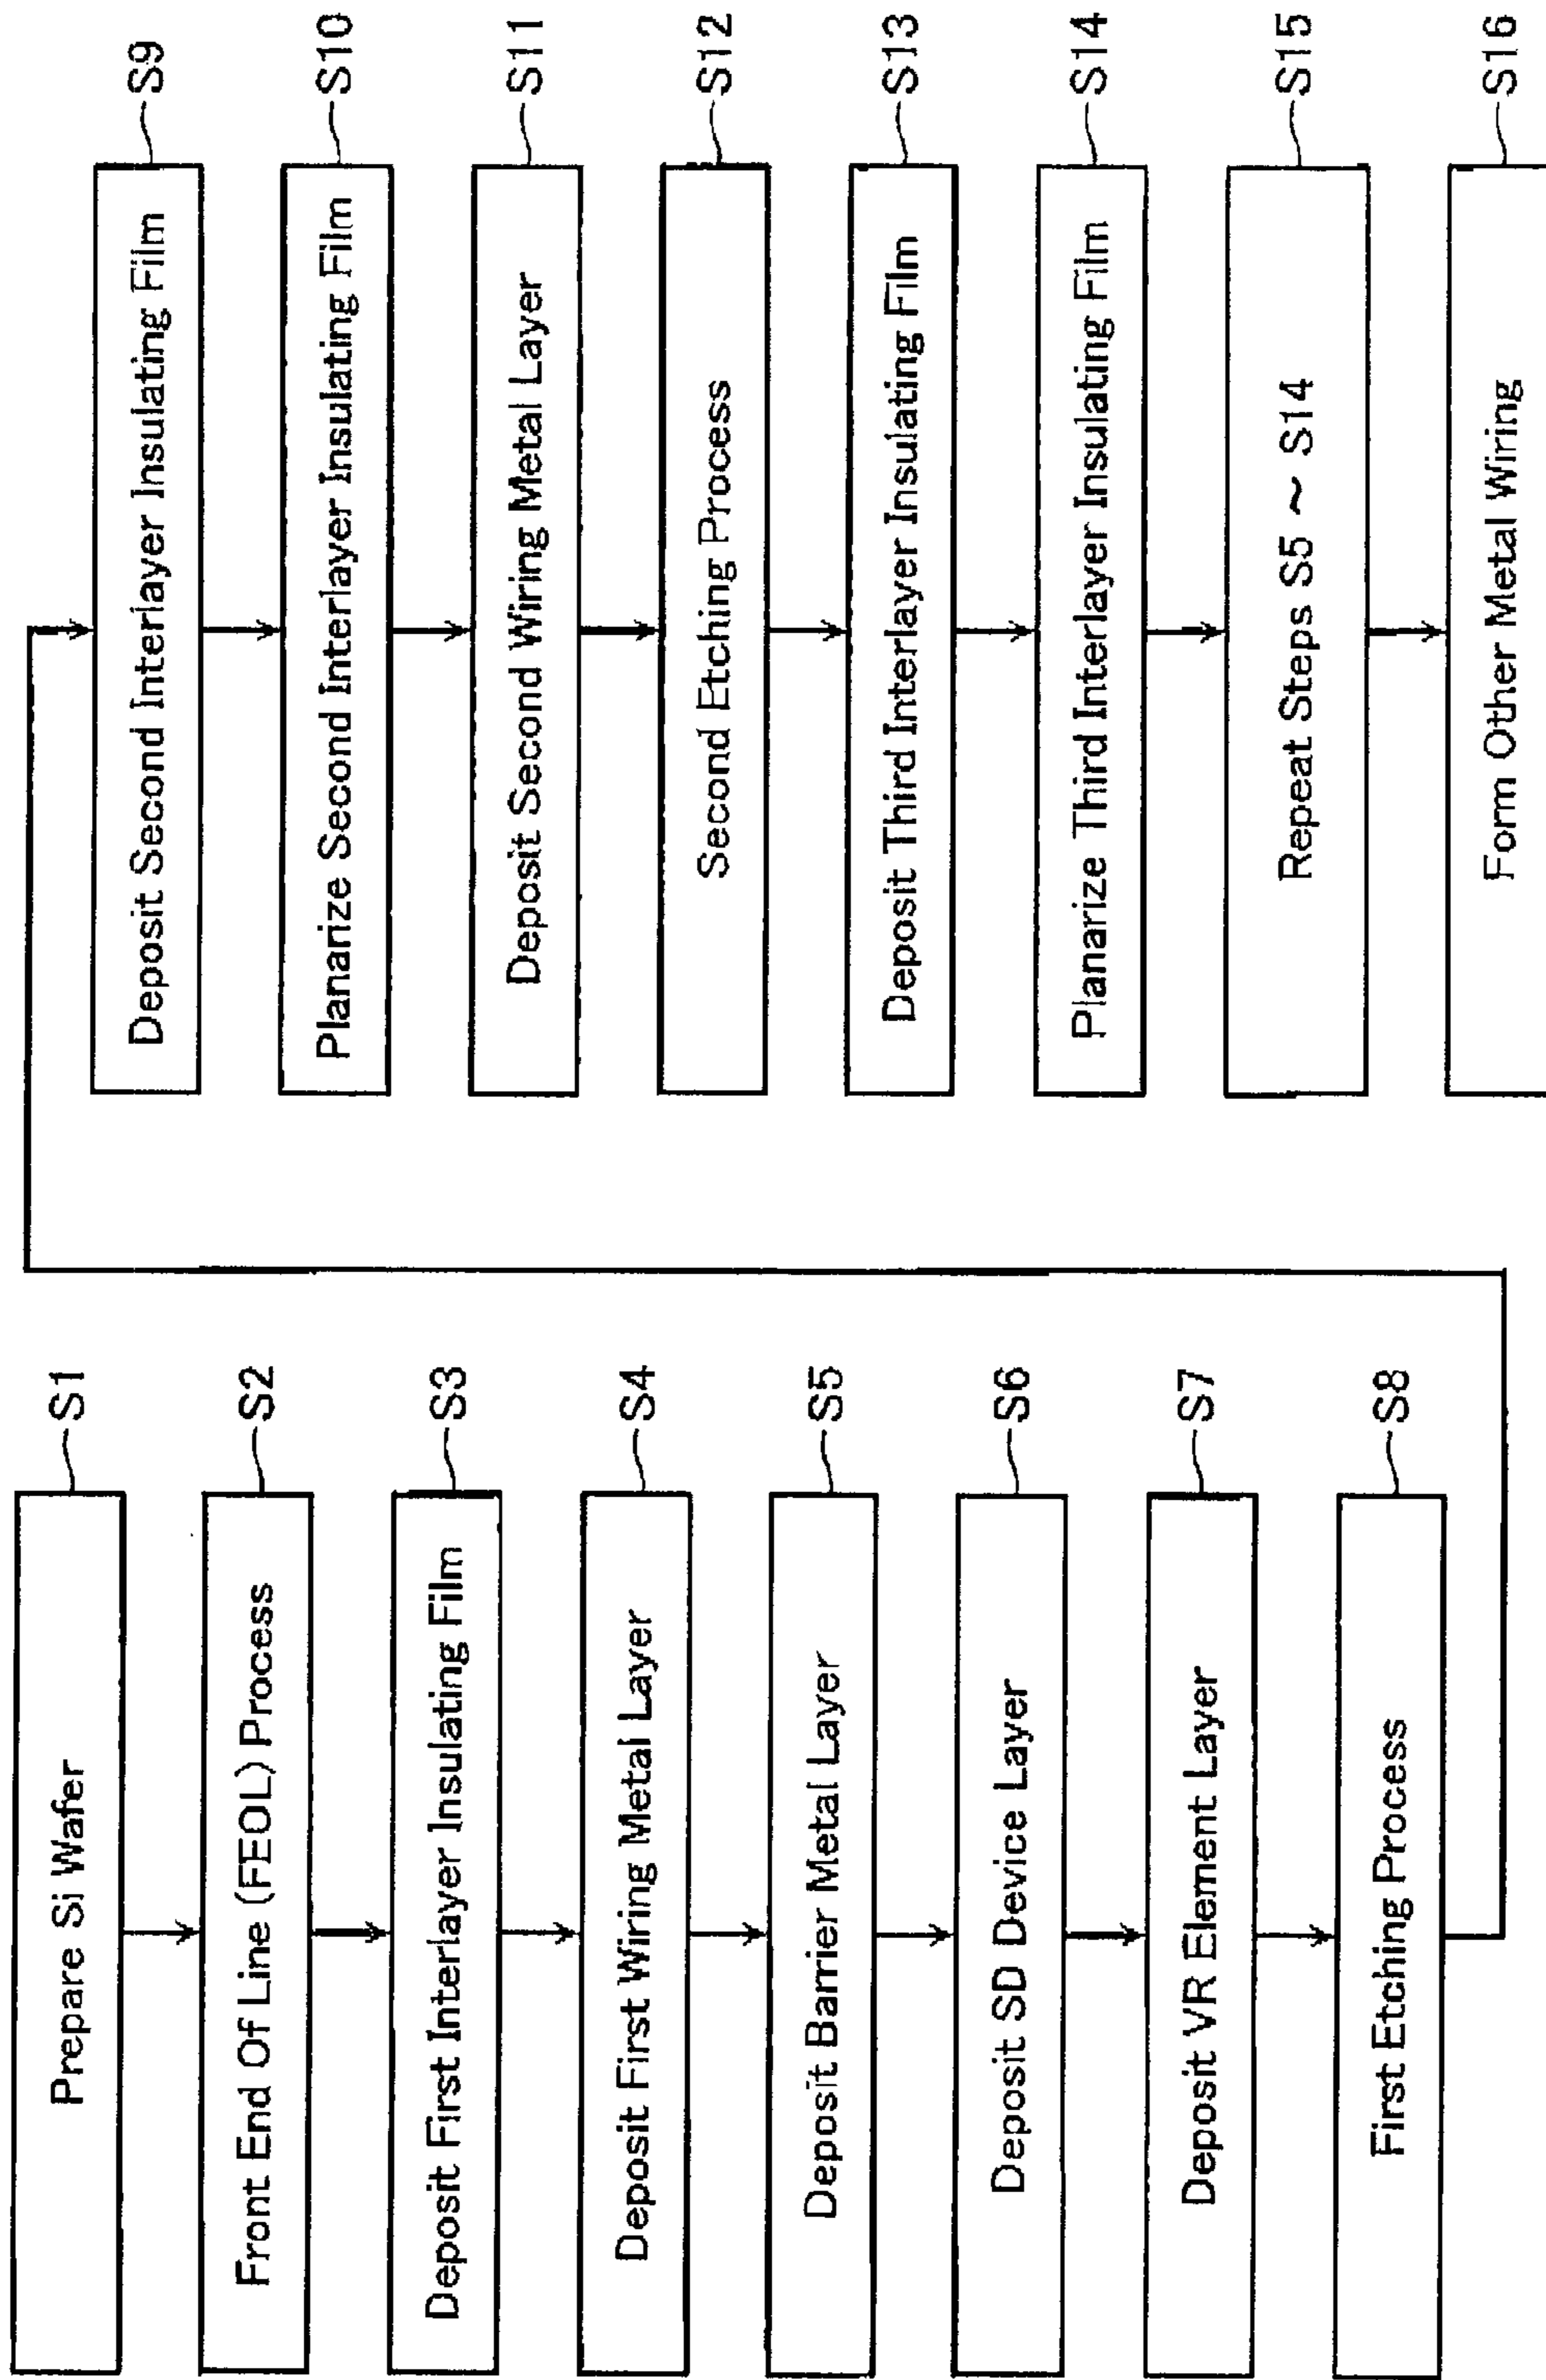 Prepare Si Wafer S1
Front End Of Line (FEOL) Process S2
Deposit First Interlayer Insulating Film S3
Deposit First Wiring Metal Layer S4
Deposit Barrier Metal Layer S5
Deposit SD Device Layer S6
Deposit VR Element Layer S7
First Etching Process S8
Deposit Second Interlayer Insulating Film S9
Planarize Second Interlayer Insulating Film S10
Deposit Second Wiring Metal Layer S11
Second Etching Process S12
Deposit Third Interlayer Insulating Film S13
Planarize Third Interlayer Insulating Film S14
Repeat Steps S5 ~ S14 S15
Form Other Metal Wiring S16